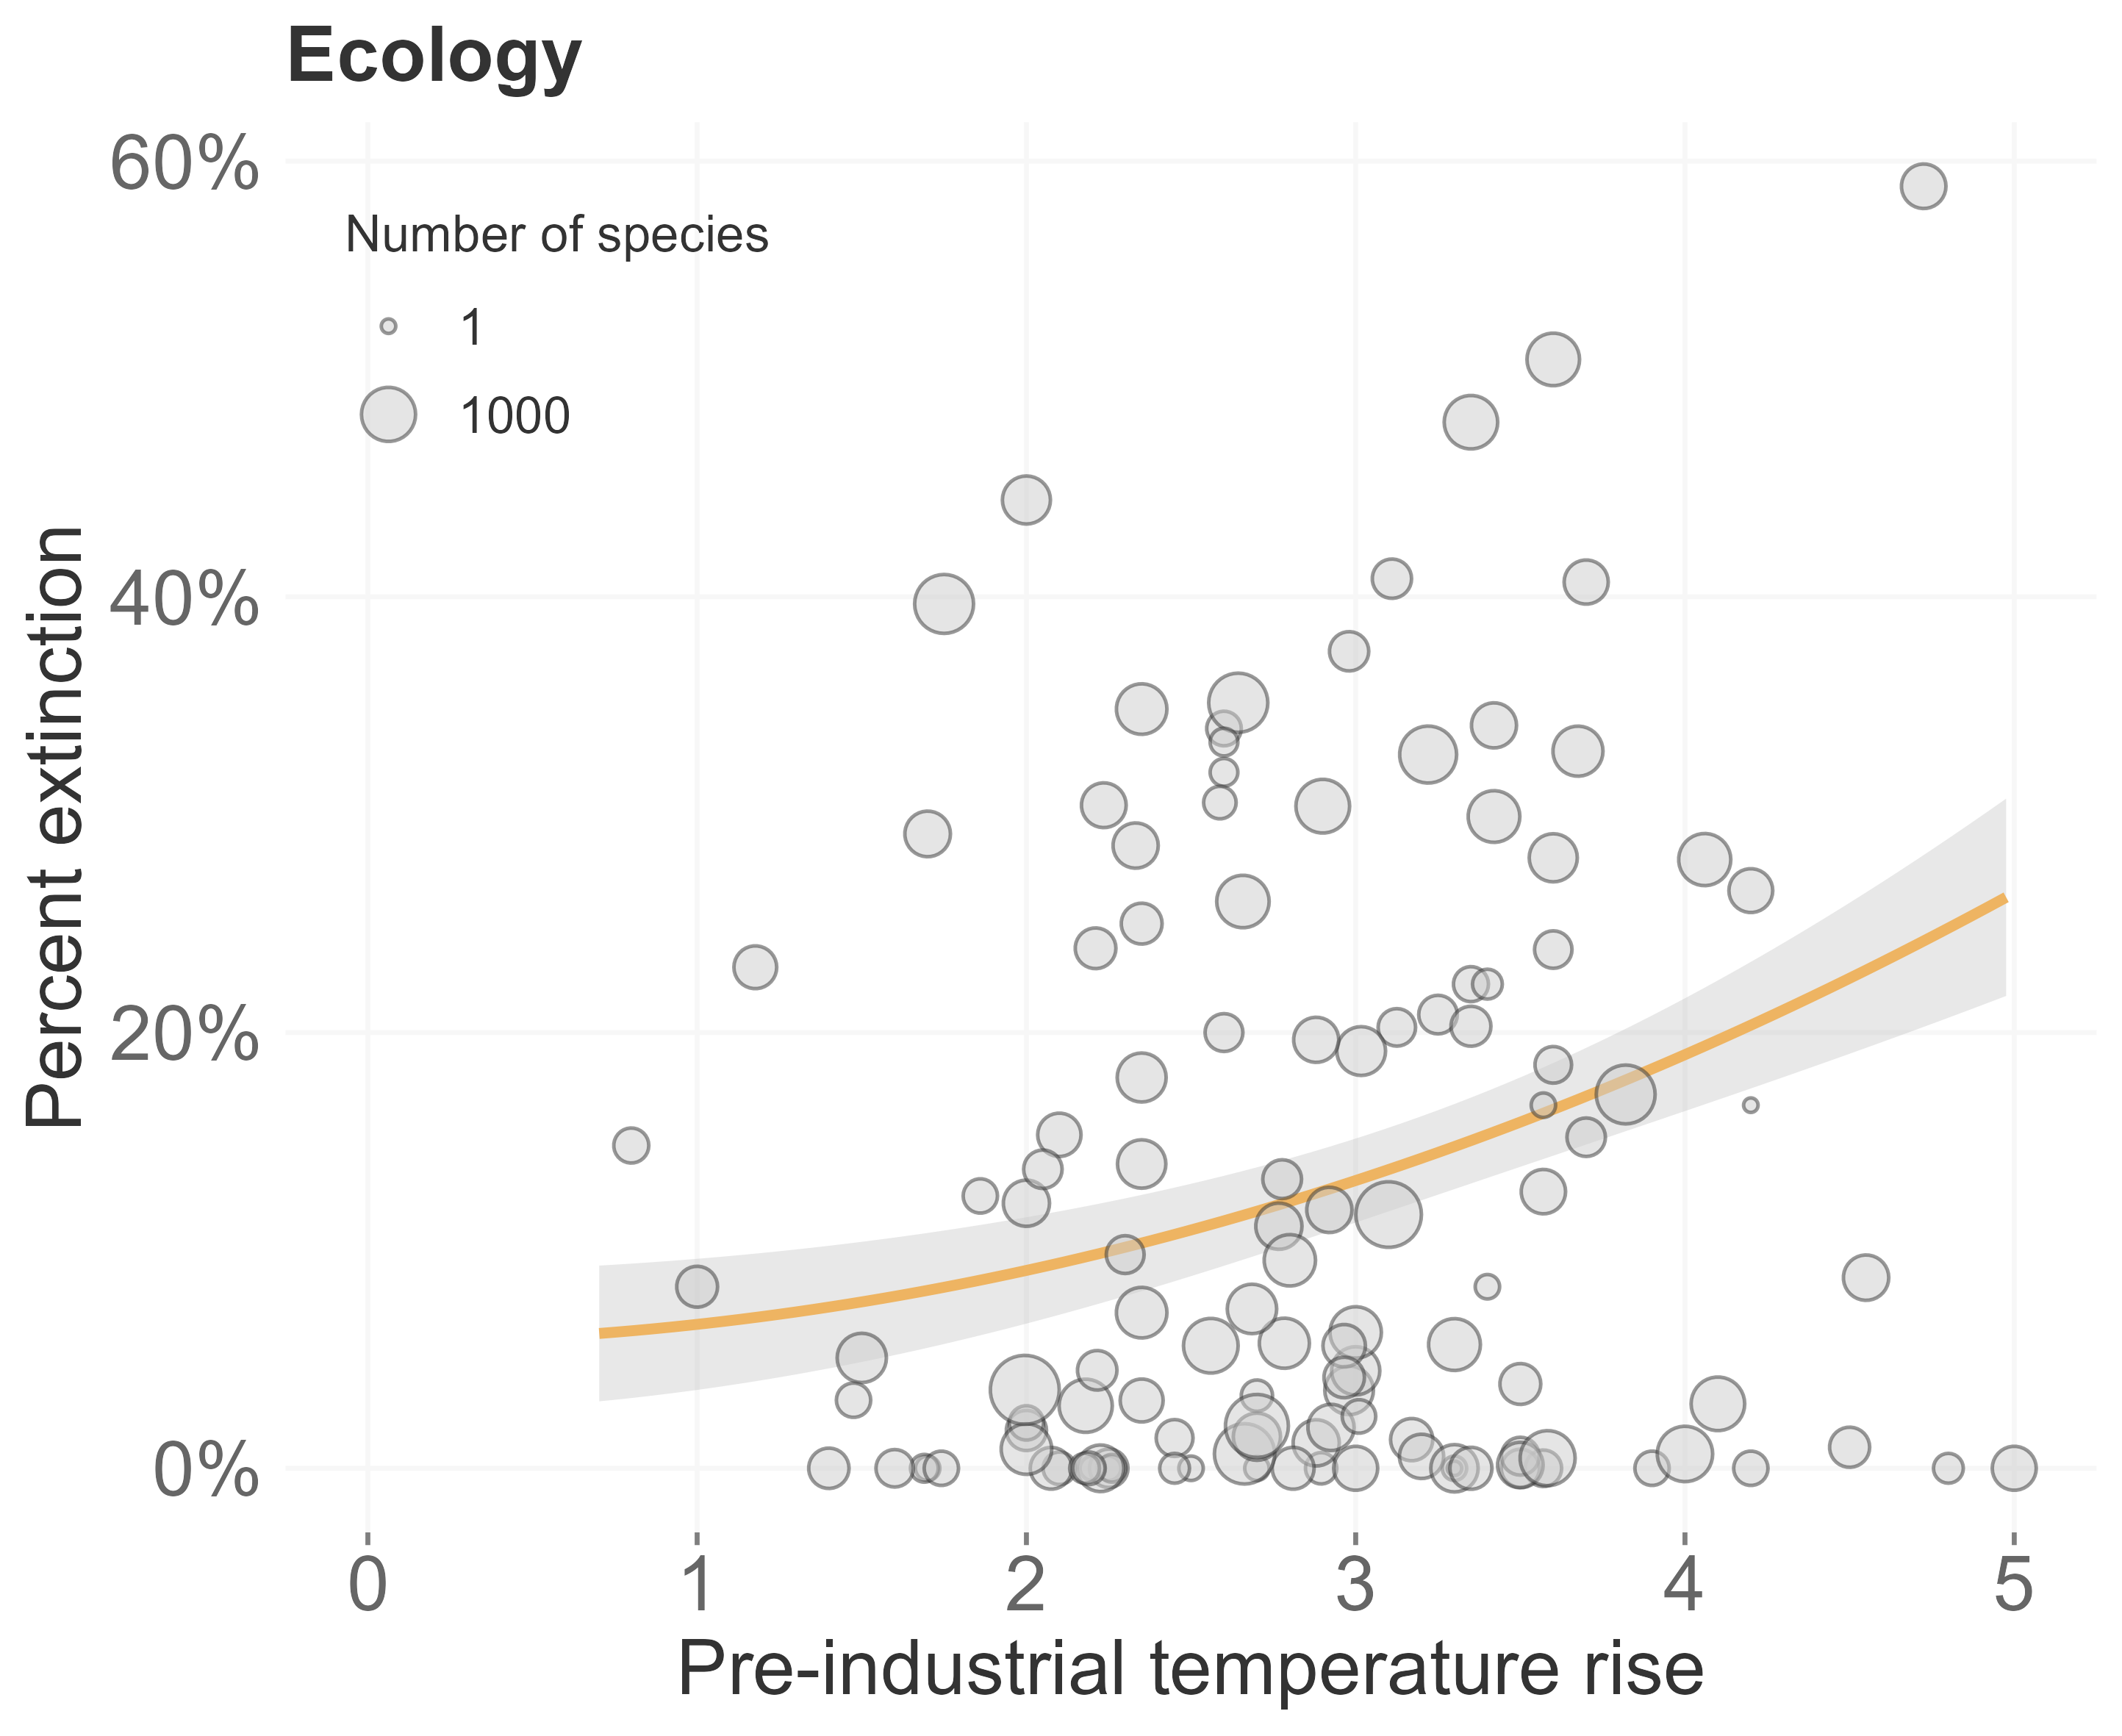 Ecology
60%
Number of species
1
1000
40%
Percent extinction
20%
0%
0 1 2 3 4 5
Pre-industrial temperature rise